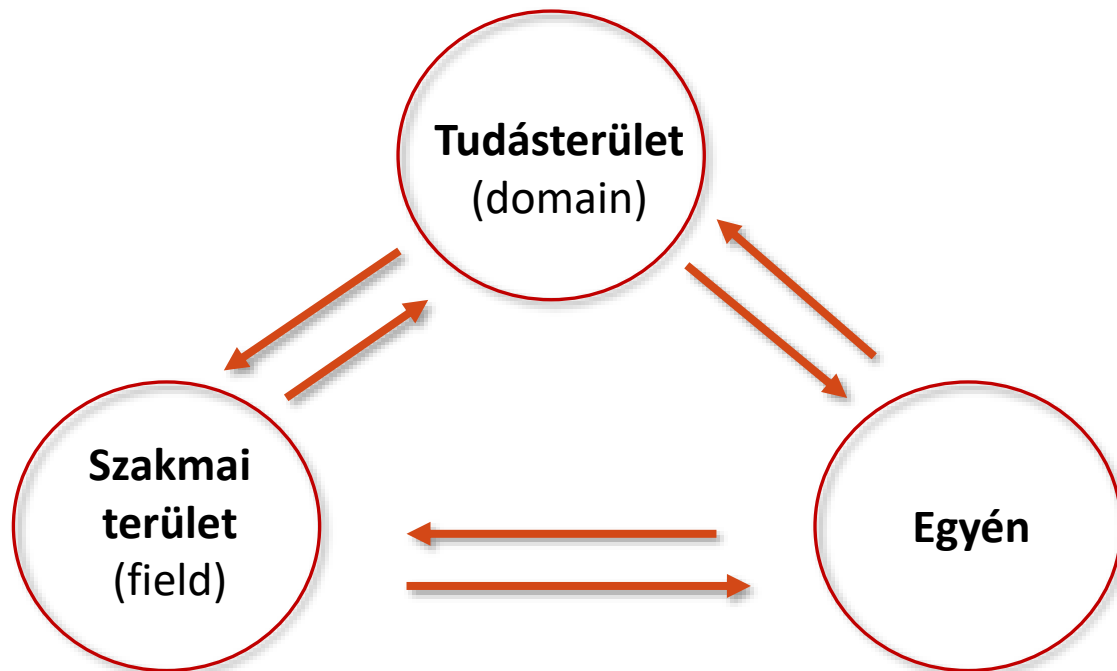 Tudásterület
(domain)
Szakmai
terület
(field)
Egyén